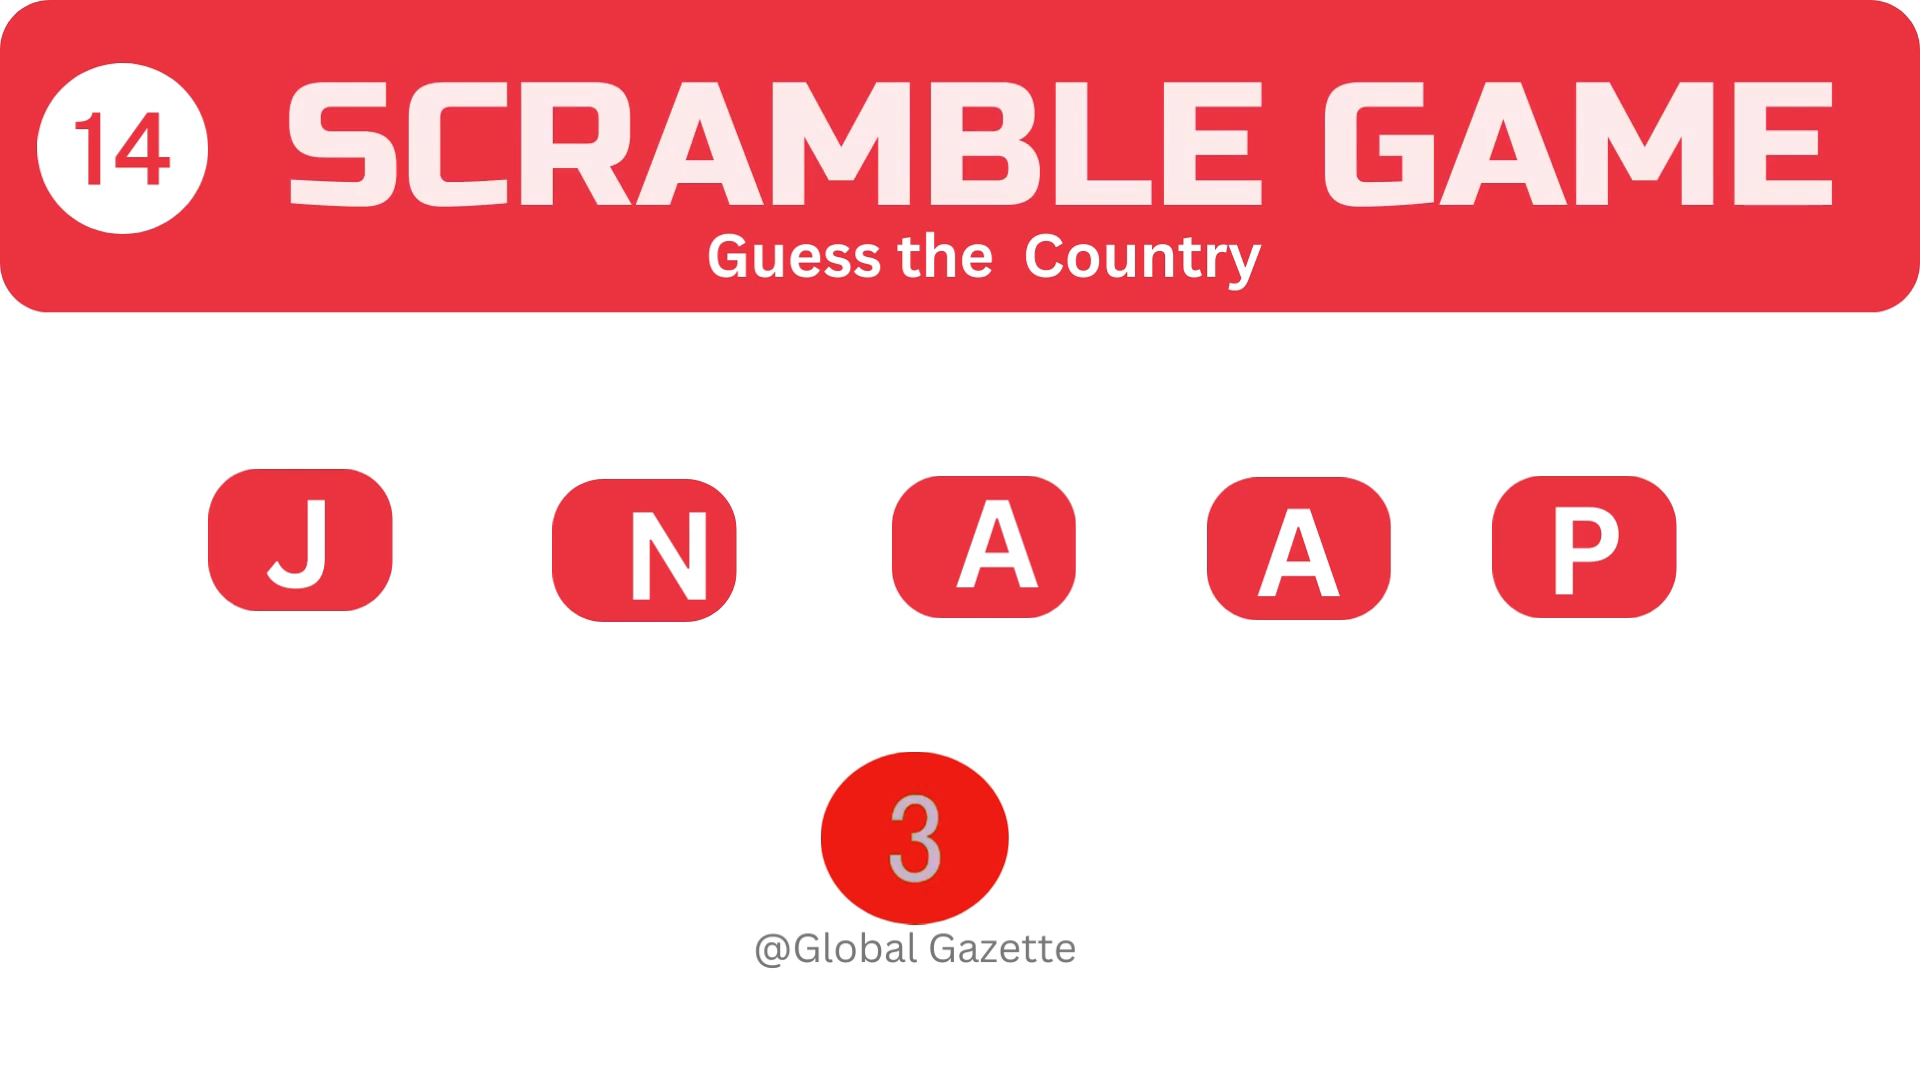 14
SCRAMBLE GAME
Guess the Country
J N A A P
3
@Global Gazette